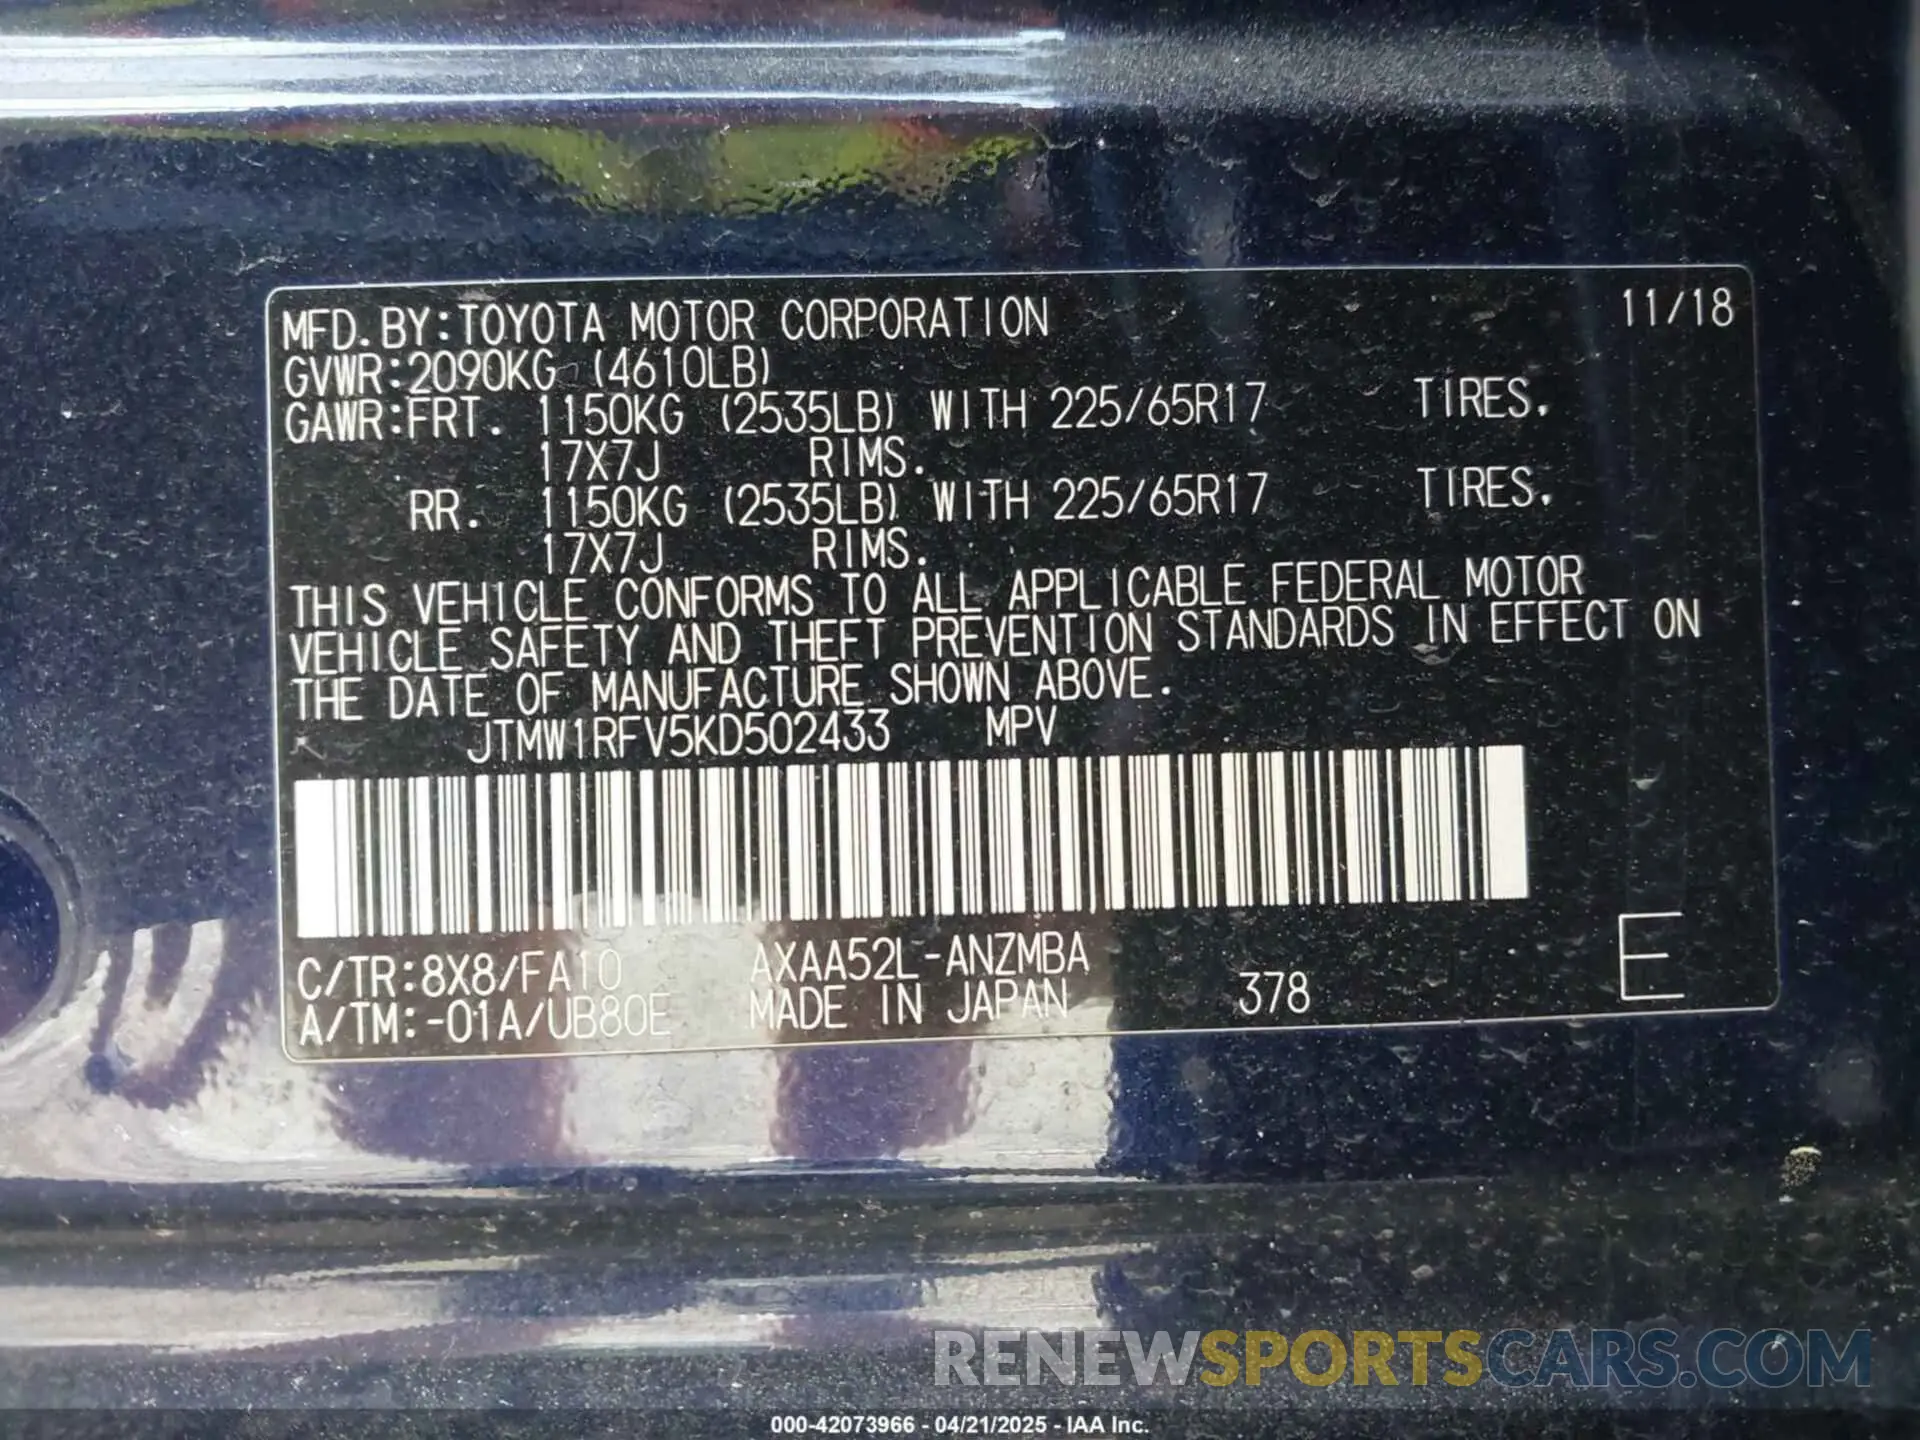 MFD.BY:TOYOTA MOTOR CORPORATION 11/18
GVWR:2090KG (4610LB)
GAWR:FRT. 1150KG (2535LB) WITH 225/65R17 TIRES.
17X7J RIMS.
RR. 1150KG (2535LB) WITH 225/65R17 TIRES.
17X7J RIMS.
THIS VEHICLE CONFORMS TO ALL APPLICABLE FEDERAL MOTOR
VEHICLE SAFETY AND THEFT PREVENTION STANDARDS IN EFFECT ON
THE DATE OF MANUFACTURE SHOWN ABOVE.
JTMW1RFV5KD502433 MPV
C/TR:8X8/FA10 AXAA52L-ANZMBA
A/TM:-01A/UB80E MADE IN JAPAN 378 E
RENEWSPORTSCARS.COM
000-42073966 - 04/21/2025 - IAA Inc.